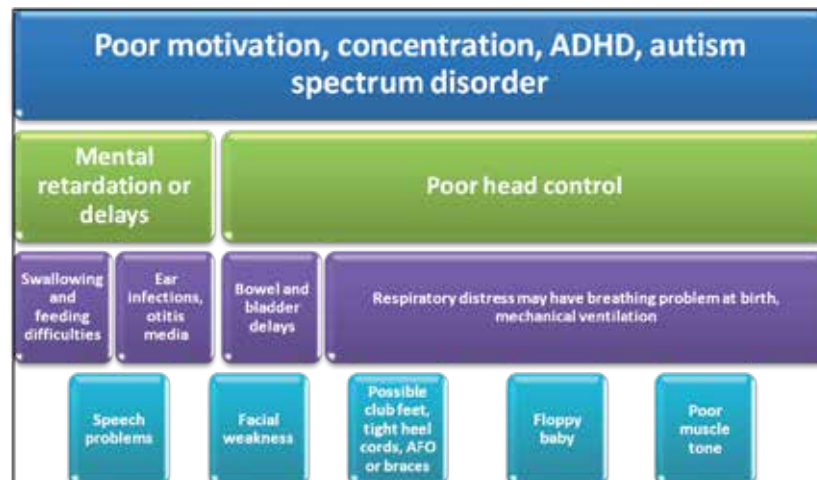 Poor motivation, concentration, ADHD, autism
spectrum disorder
Mental
retardation or
delays
Poor head control
Swallowing
and
feeding
difficulties
Ear
infections,
otitis
media
Bowel and
bladder
delays
Respiratory distress may have breathing problem at birth,
mechanical ventilation
Speech
problems
Facial
weakness
Possible
club feet,
tight heel
cords, AFO
or braces
Floppy
baby
Poor
muscle
tone